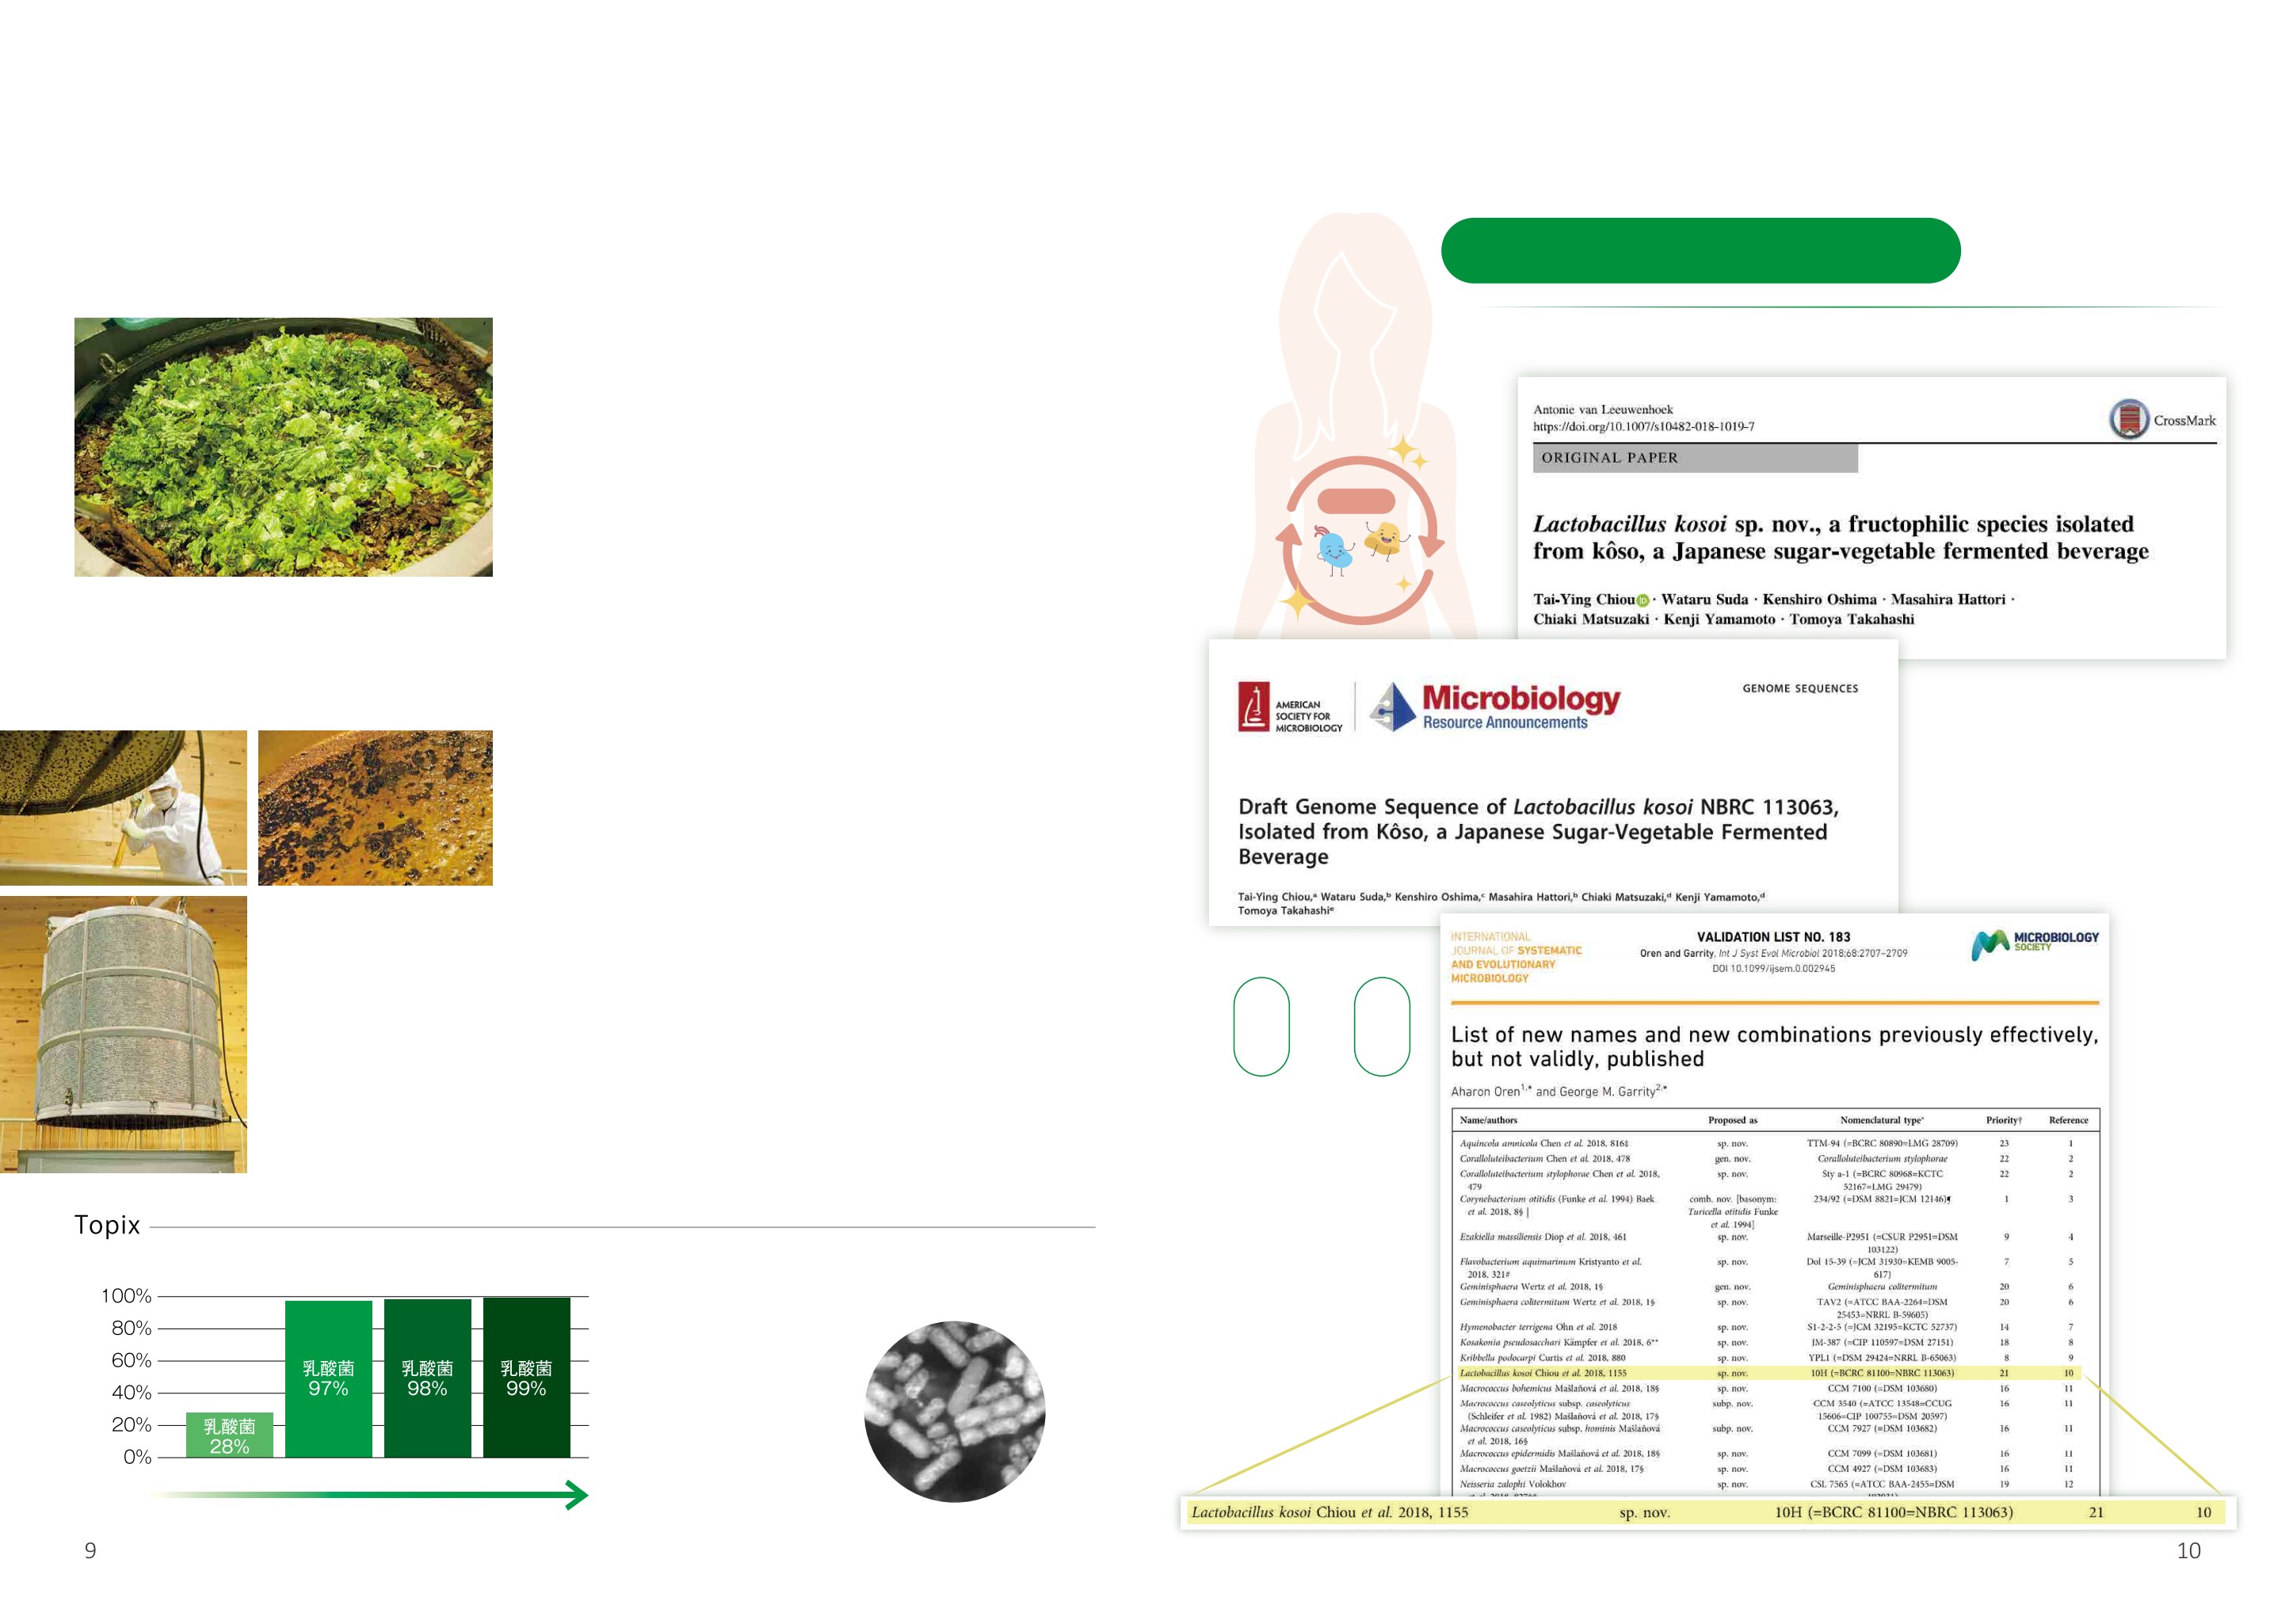 Topix
100%
80%
60%
40%
20%
0%
乳酸菌
28%
乳酸菌
97%
乳酸菌
98%
乳酸菌
99%
9
Antonie van Leeuwenhoek
https://doi.org/10.1007/s10482-018-1019-7
CrossMark
ORIGINAL PAPER
Lactobacillus kosoi sp. nov., a fructophilic species isolated
from kôso, a Japanese sugar-vegetable fermented beverage
Tai-Ying Chiou · Wataru Suda · Kenshiro Oshima · Masahira Hattori ·
Chiaki Matsuzaki · Kenji Yamamoto · Tomoya Takahashi
AMERICAN
SOCIETY FOR
MICROBIOLOGY
Microbiology
Resource Announcements
GENOME SEQUENCES
Draft Genome Sequence of Lactobacillus kosoi NBRC 113063,
Isolated from Kôso, a Japanese Sugar-Vegetable Fermented
Beverage
Tai-Ying Chiou,ᵃ Wataru Suda,ᵇ Kenshiro Oshima,ᶜ Masahira Hattori,ᵇ Chiaki Matsuzaki,ᵈ Kenji Yamamoto,ᵈ
Tomoya Takahashiᵉ
INTERNATIONAL
JOURNAL OF SYSTEMATIC
AND EVOLUTIONARY
MICROBIOLOGY
VALIDATION LIST NO. 183
Oren and Garrity, Int J Syst Evol Microbiol 2018;68:2707–2709
DOI 10.1099/ijsem.0.002945
MICROBIOLOGY
SOCIETY
List of new names and new combinations previously effectively,
but not validly, published
Aharon Oren¹,* and George M. Garrity²,*
Name/authors Proposed as Nomenclatural type* Priority† Reference
Aquincola amnicola Chen et al. 2018, 816‡ sp. nov. TTM-94 (=BCRC 80890=LMG 28709) 23 1
Coralloluteibacterium Chen et al. 2018, 478 gen. nov. Coralloluteibacterium stylophorae 22 2
Coralloluteibacterium stylophorae Chen et al. 2018, sp. nov. Sty a-1 (=BCRC 80968=KCTC 22 2
479 52167=LMG 29479)
Corynebacterium otitidis (Funke et al. 1994) Baek comb. nov. [basonym: 234/92 (=DSM 8821=JCM 12146)¶ 1 3
et al. 2018, 8§ | Turicella otitidis Funke
et al. 1994]
Ezakiella massiliensis Diop et al. 2018, 461 sp. nov. Marseille-P2951 (=CSUR P2951=DSM 9 4
103122)
Flavobacterium aquimarinum Kristyanto et al. sp. nov. Dol 15-39 (=JCM 31930=KEMB 9005- 7 5
2018, 321# 617)
Geminisphaera Wertz et al. 2018, 1§ gen. nov. Geminisphaera colitermitum 20 6
Geminisphaera colitermitum Wertz et al. 2018, 1§ sp. nov. TAV2 (=ATCC BAA-2264=DSM 20 6
25453=NRRL B-59605)
Hymenobacter terrigena Ohn et al. 2018 sp. nov. S1-2-2-5 (=JCM 32195=KCTC 52737) 14 7
Kosakonia pseudosacchari Kämpfer et al. 2018, 6** sp. nov. JM-387 (=CIP 110597=DSM 27151) 18 8
Kribbella podocarpi Curtis et al. 2018, 880 sp. nov. YPL1 (=DSM 29424=NRRL B-65063) 8 9
Lactobacillus kosoi Chiou et al. 2018, 1155 sp. nov. 10H (=BCRC 81100=NBRC 113063) 21 10
Macrococcus bohemicus Mašlaňová et al. 2018, 18§ sp. nov. CCM 7100 (=DSM 103680) 16 11
Macrococcus caseolyticus subsp. caseolyticus subp. nov. CCM 3540 (=ATCC 13548=CCUG 16 11
(Schleifer et al. 1982) Mašlaňová et al. 2018, 17§ 15606=CIP 100755=DSM 20597)
Macrococcus caseolyticus subsp. hominis Mašlaňová subp. nov. CCM 7927 (=DSM 103682) 16 11
et al. 2018, 16§
Macrococcus epidermidis Mašlaňová et al. 2018, 18§ sp. nov. CCM 7099 (=DSM 103681) 16 11
Macrococcus goetzii Mašlaňová et al. 2018, 17§ sp. nov. CCM 4927 (=DSM 103683) 16 11
Neisseria zalophi Volokhov sp. nov. CSL 7565 (=ATCC BAA-2455=DSM 19 12
Lactobacillus kosoi Chiou et al. 2018, 1155 sp. nov. 10H (=BCRC 81100=NBRC 113063) 21 10
10